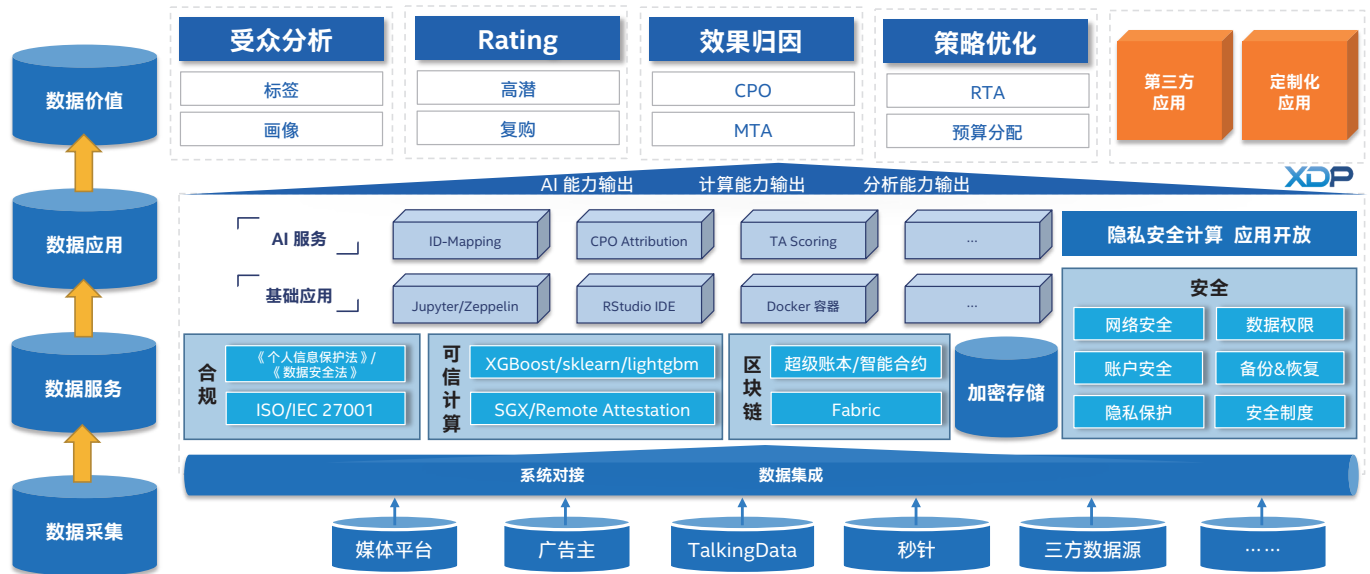 受众分析
Rating
效果归因
策略优化
标签
高潜
CPO
RTA
画像
复购
MTA
预算分配
第三方
应用
定制化
应用
数据价值
AI 能力输出
计算能力输出
分析能力输出
XDP
数据应用
AI 服务
ID-Mapping
CPO Attribution
TA Scoring
...
隐私安全计算 应用开放
基础应用
Jupyter/Zeppelin
RStudio IDE
Docker 容器
...
安全
网络安全
数据权限
账户安全
备份&恢复
隐私保护
安全制度
数据服务
合规
《个人信息保护法》/
《数据安全法》
ISO/IEC 27001
可信计算
XGBoost/sklearn/lightgbm
SGX/Remote Attestation
区块链
超级账本/智能合约
Fabric
加密存储
系统对接
数据集成
数据采集
媒体平台
广告主
TalkingData
秒针
三方数据源
……